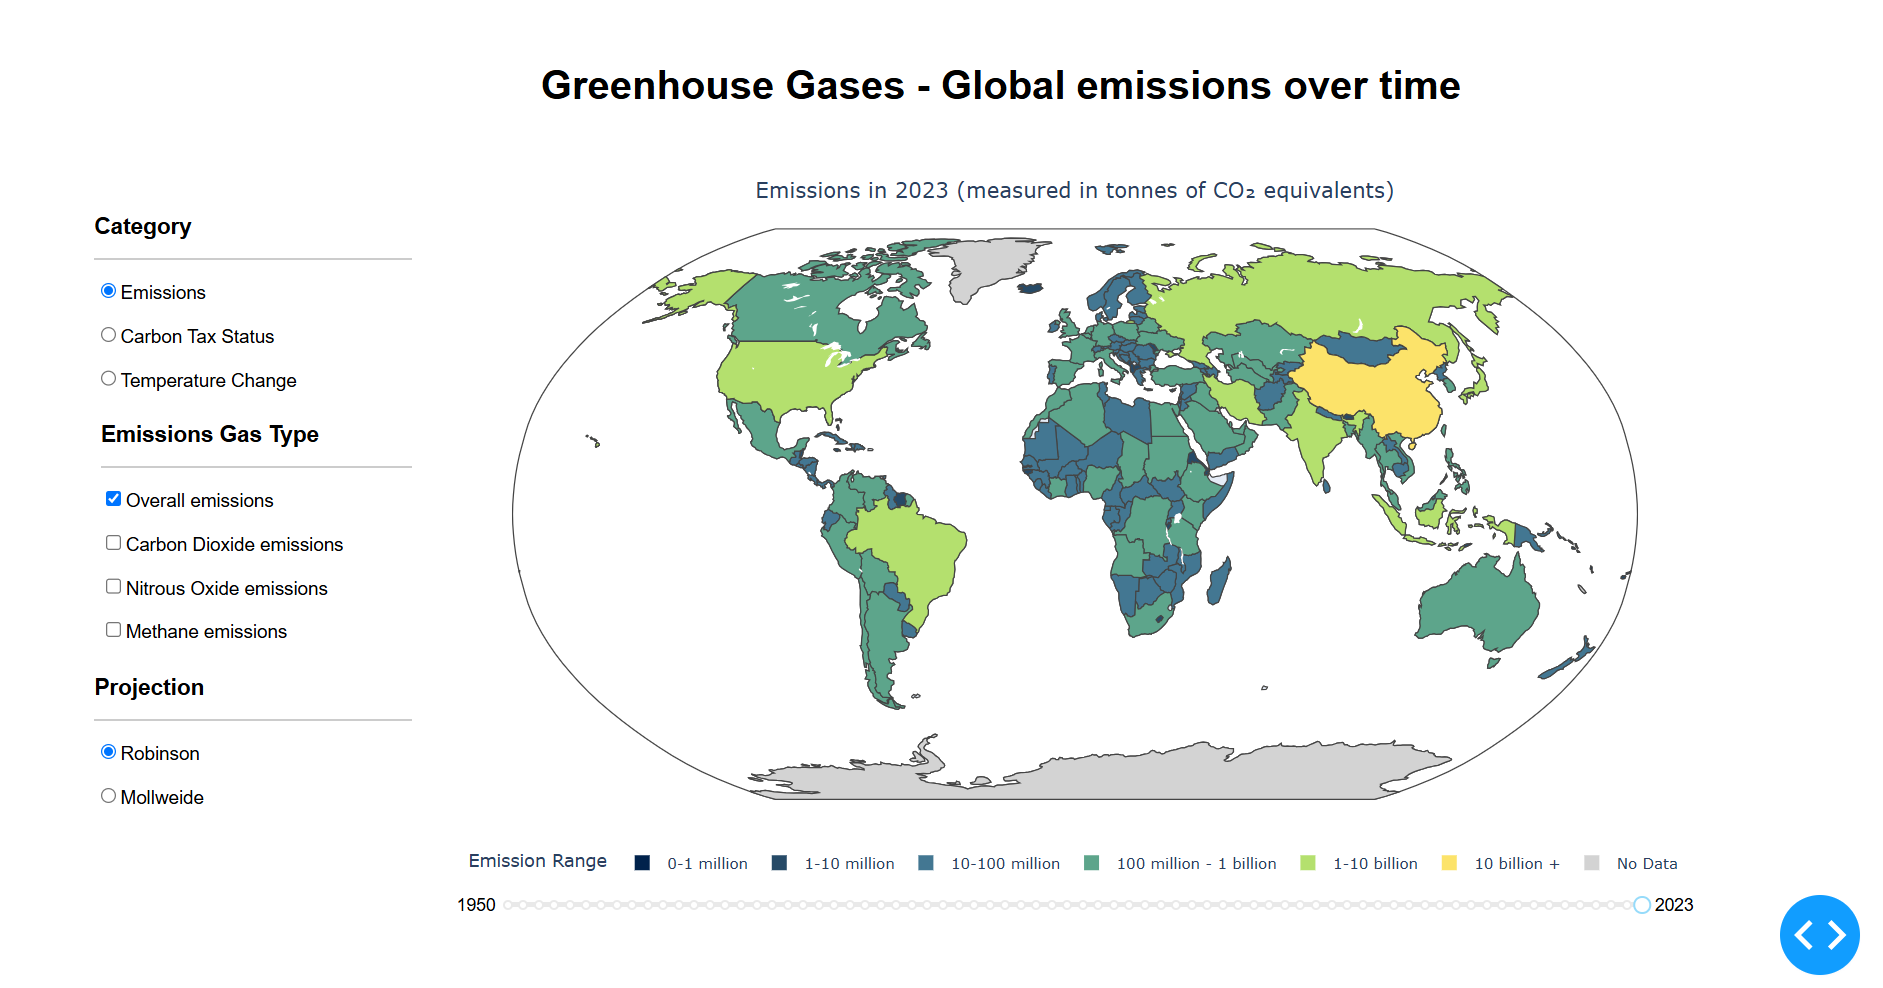 Greenhouse Gases - Global emissions over time
Emissions in 2023 (measured in tonnes of CO₂ equivalents)
Category
Emissions
Carbon Tax Status
Temperature Change
Emissions Gas Type
Overall emissions
Carbon Dioxide emissions
Nitrous Oxide emissions
Methane emissions
Projection
Robinson
Mollweide
Emission Range 0-1 million 1-10 million 10-100 million 100 million - 1 billion 1-10 billion 10 billion + No Data
1950 2023